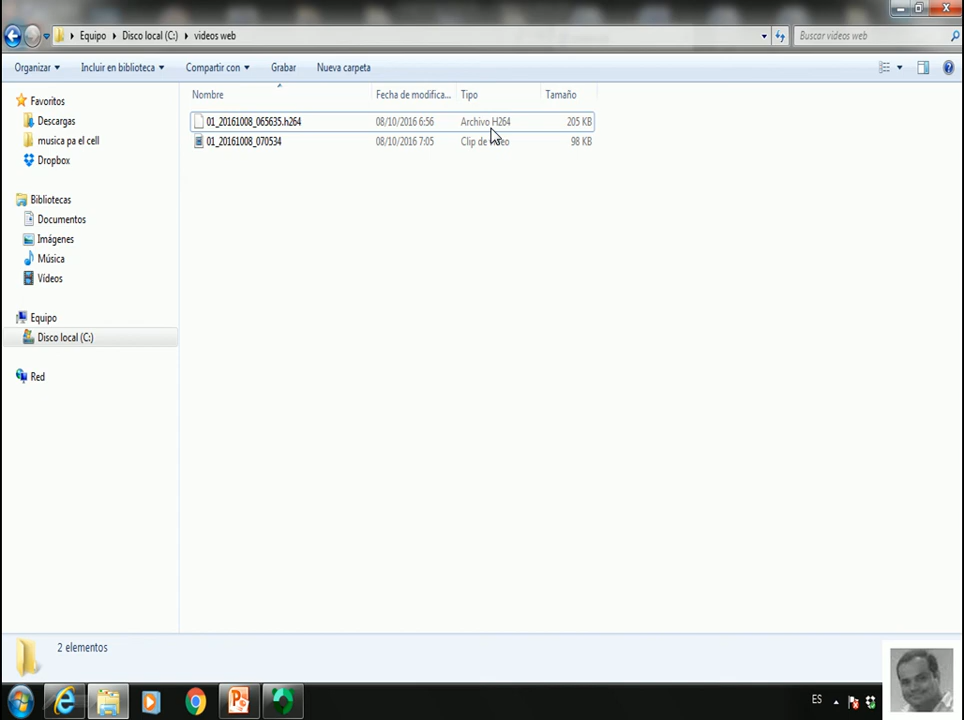 Equipo ▸ Disco local (C:) ▸ videos web
Buscar videos web
Organizar Incluir en biblioteca Compartir con Grabar Nueva carpeta
Nombre Fecha de modifica... Tipo Tamaño
01_20161008_065635.h264 08/10/2016 6:56 Archivo H264 205 KB
01_20161008_070534 08/10/2016 7:05 Clip de 98 KB
Favoritos
Descargas
musica pa el cell
Dropbox
Bibliotecas
Documentos
Imágenes
Música
Vídeos
Equipo
Disco local (C:)
Red
2 elementos
ES